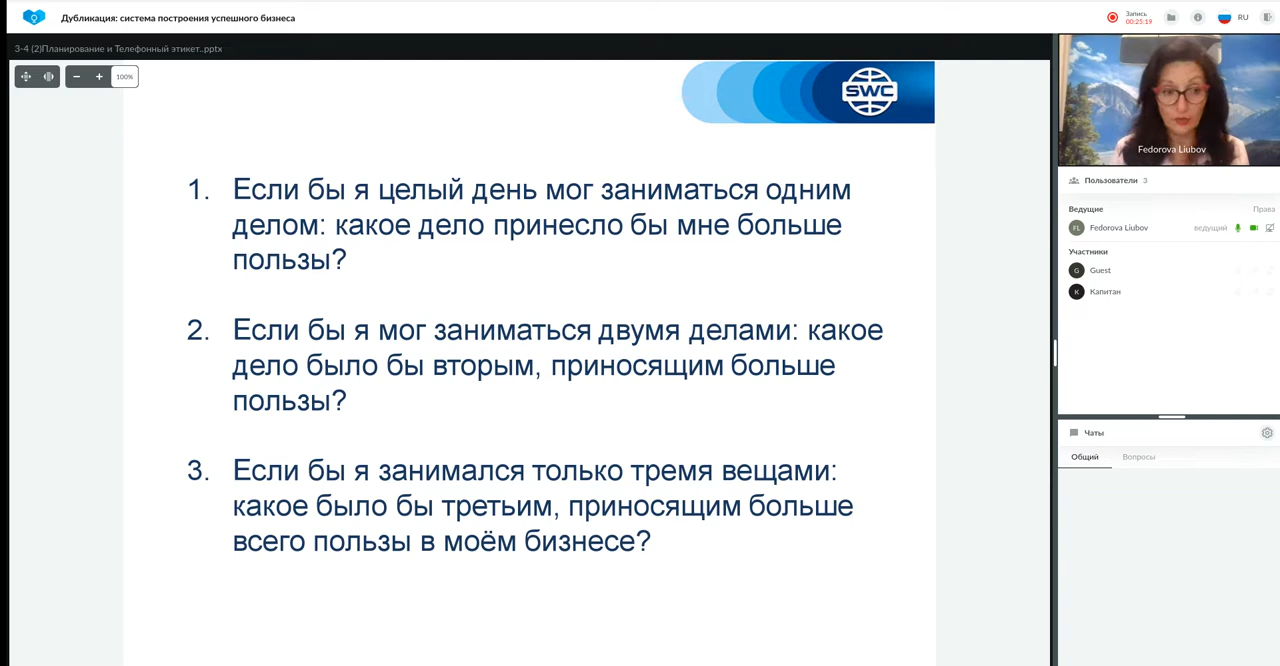 Дубликация: система построения успешного бизнеса
Запись
00:25:19
RU
3-4 (2)Планирование и Телефонный этикет..pptx
100%
SWC
1. Если бы я целый день мог заниматься одним
делом: какое дело принесло бы мне больше
пользы?
2. Если бы я мог заниматься двумя делами: какое
дело было бы вторым, приносящим больше
пользы?
3. Если бы я занимался только тремя вещами:
какое было бы третьим, приносящим больше
всего пользы в моём бизнесе?
Fedorova Liubov
Пользователи 3
Ведущие Права
FL Fedorova Liubov ведущий
Участники
G Guest
К Капитан
Чаты
Общий Вопросы